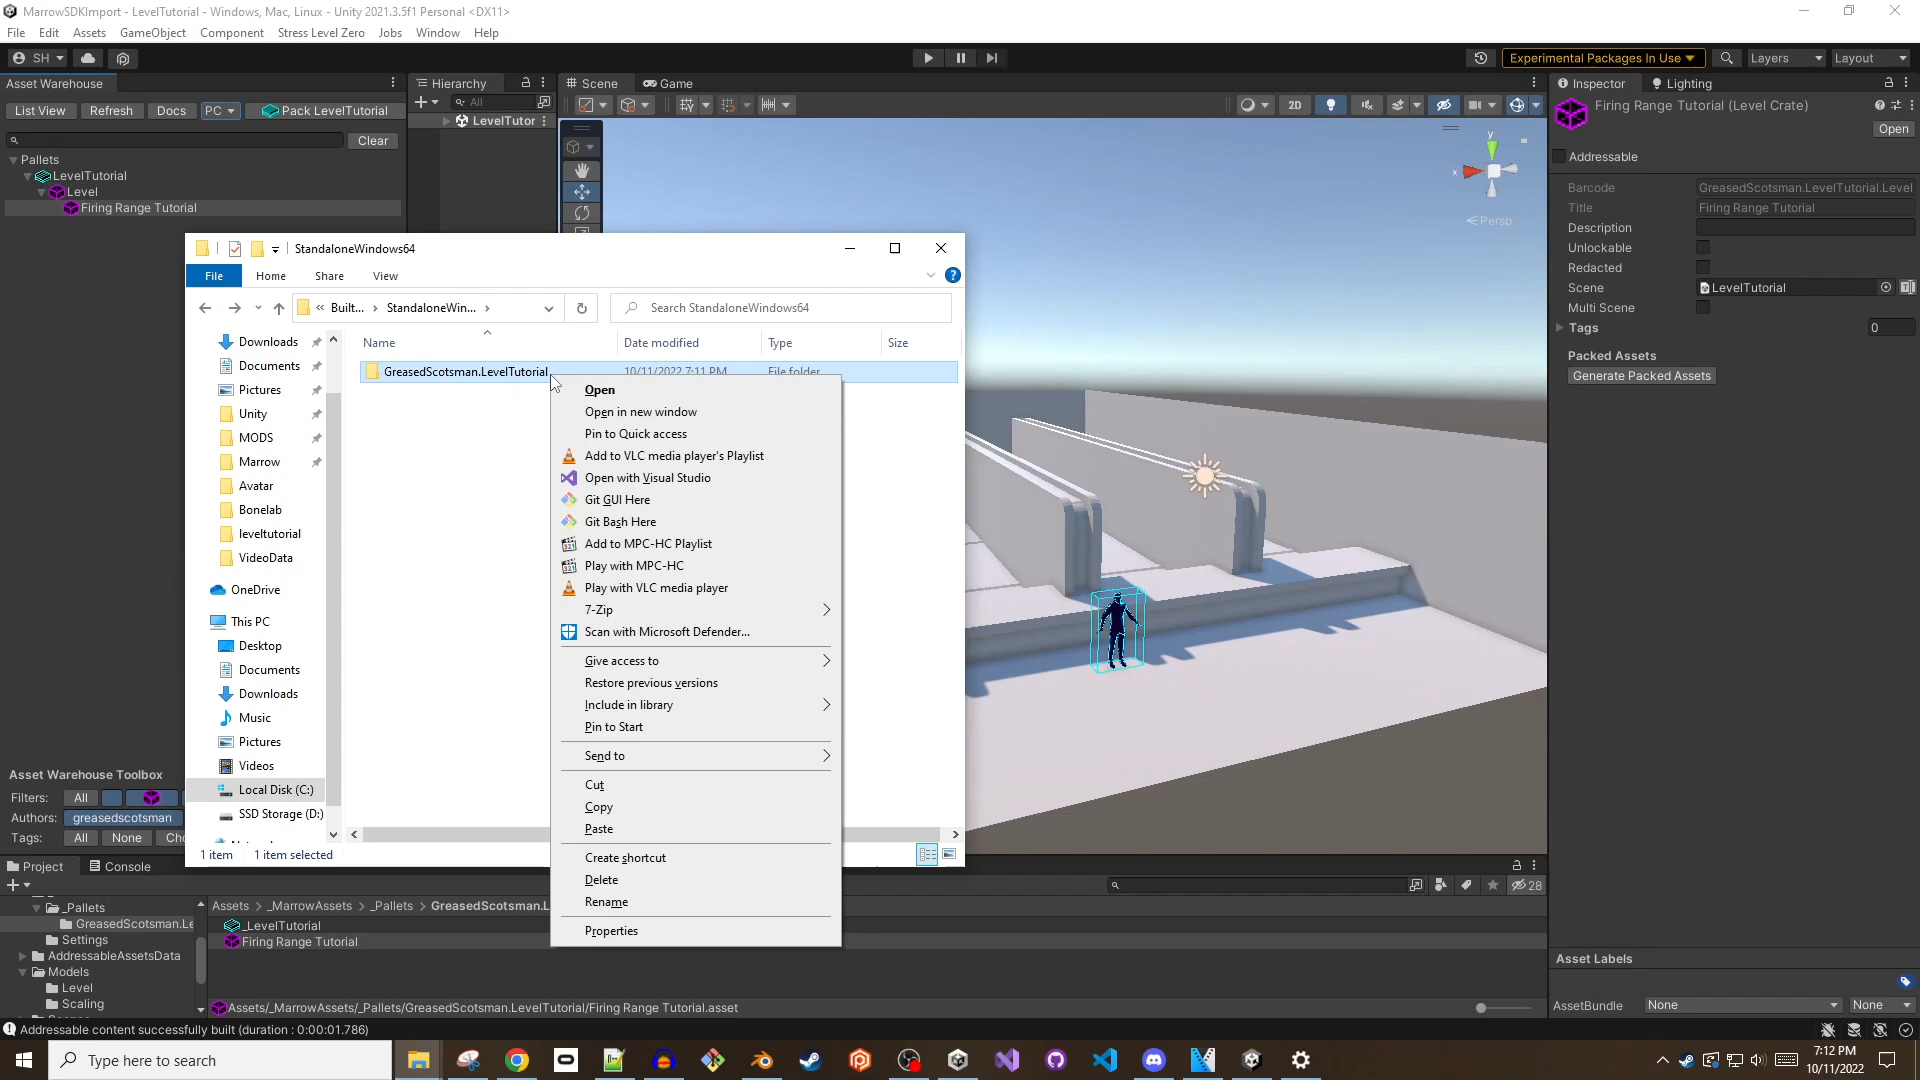 MarrowSDKImport - LevelTutorial - Windows, Mac, Linux - Unity 2021.3.5f1 Personal <DX11>
File Edit Assets GameObject Component Stress Level Zero Jobs Window Help
SH Experimental Packages In Use Layers Layout
Asset Warehouse
List View Refresh Docs PC Pack LevelTutorial
Clear
Pallets
LevelTutorial
Level
Firing Range Tutorial
Hierarchy
All
LevelTutor
Scene Game
2D
y
x
Persp
Inspector Lighting
Firing Range Tutorial (Level Crate)
Open
Addressable
Barcode GreasedScotsman.LevelTutorial.Level
Title Firing Range Tutorial
Description
Unlockable
Redacted
Scene LevelTutorial
Multi Scene
Tags 0
Packed Assets
Generate Packed Assets
StandaloneWindows64
File Home Share View
« Built... › StandaloneWin... ›
Search StandaloneWindows64
Name Date modified Type Size
GreasedScotsman.LevelTutorial 10/11/2022 7:11 PM File folder
Downloads
Documents
Pictures
Unity
MODS
Marrow
Avatar
Bonelab
leveltutorial
VideoData
OneDrive
This PC
Desktop
Documents
Downloads
Music
Pictures
Videos
Local Disk (C:)
SSD Storage (D:)
1 item 1 item selected
Open
Open in new window
Pin to Quick access
Add to VLC media player's Playlist
Open with Visual Studio
Git GUI Here
Git Bash Here
Add to MPC-HC Playlist
Play with MPC-HC
Play with VLC media player
7-Zip
Scan with Microsoft Defender...
Give access to
Restore previous versions
Include in library
Pin to Start
Send to
Cut
Copy
Paste
Create shortcut
Delete
Rename
Properties
Asset Warehouse Toolbox
Filters: All
Authors: greasedscotsman
Tags: All None Cho
Project Console
28
_Pallets
GreasedScotsman.Le
Settings
AddressableAssetsData
Models
Level
Scaling
Assets > _MarrowAssets > _Pallets > GreasedScotsman.L
_LevelTutorial
Firing Range Tutorial
Assets/_MarrowAssets/_Pallets/GreasedScotsman.LevelTutorial/Firing Range Tutorial.asset
Asset Labels
AssetBundle None None
Addressable content successfully built (duration : 0:00:01.786)
Type here to search
7:12 PM
10/11/2022